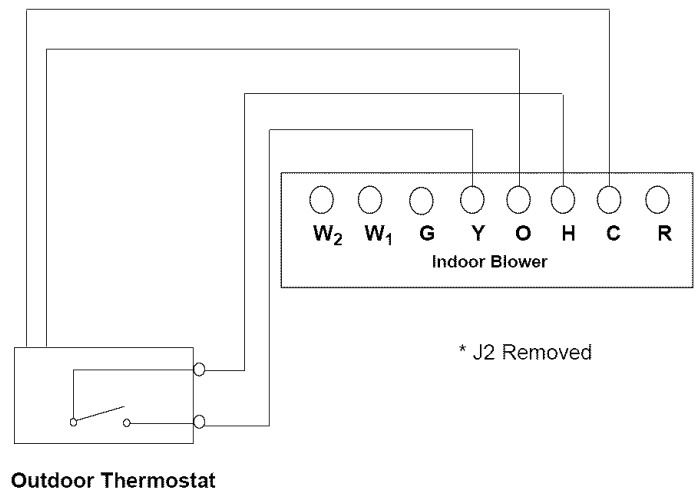 W2 W1 G Y O H C R
Indoor Blower
* J2 Removed
Outdoor Thermostat